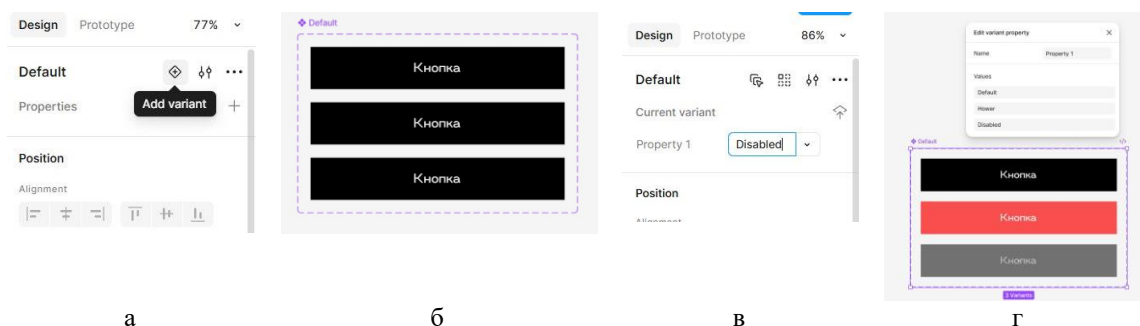 Design Prototype 77%
Default
Add variant
Properties
Position
Alignment
Default
Кнопка
Кнопка
Кнопка
Design Prototype 86%
Default
Current variant
Property 1 Disabled
Position
Alignment
Edit variant property
Name Property 1
Values
Default
Hower
Disabled
Default
Кнопка
Кнопка
Кнопка
3 Variants
а б в г